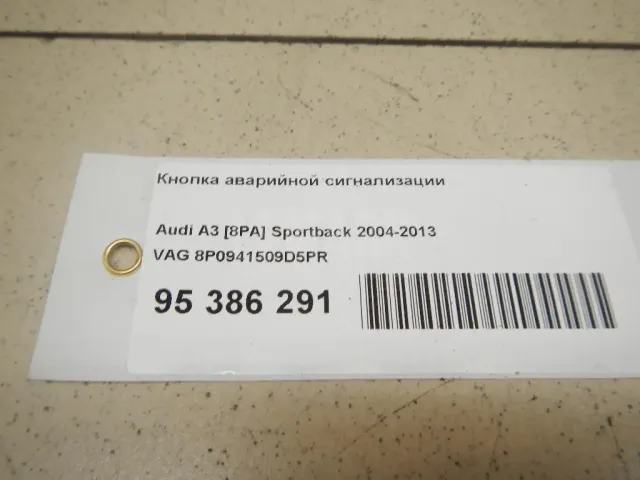 Кнопка аварийной сигнализации
Audi A3 [8PA] Sportback 2004-2013
VAG 8P0941509D5PR
95 386 291